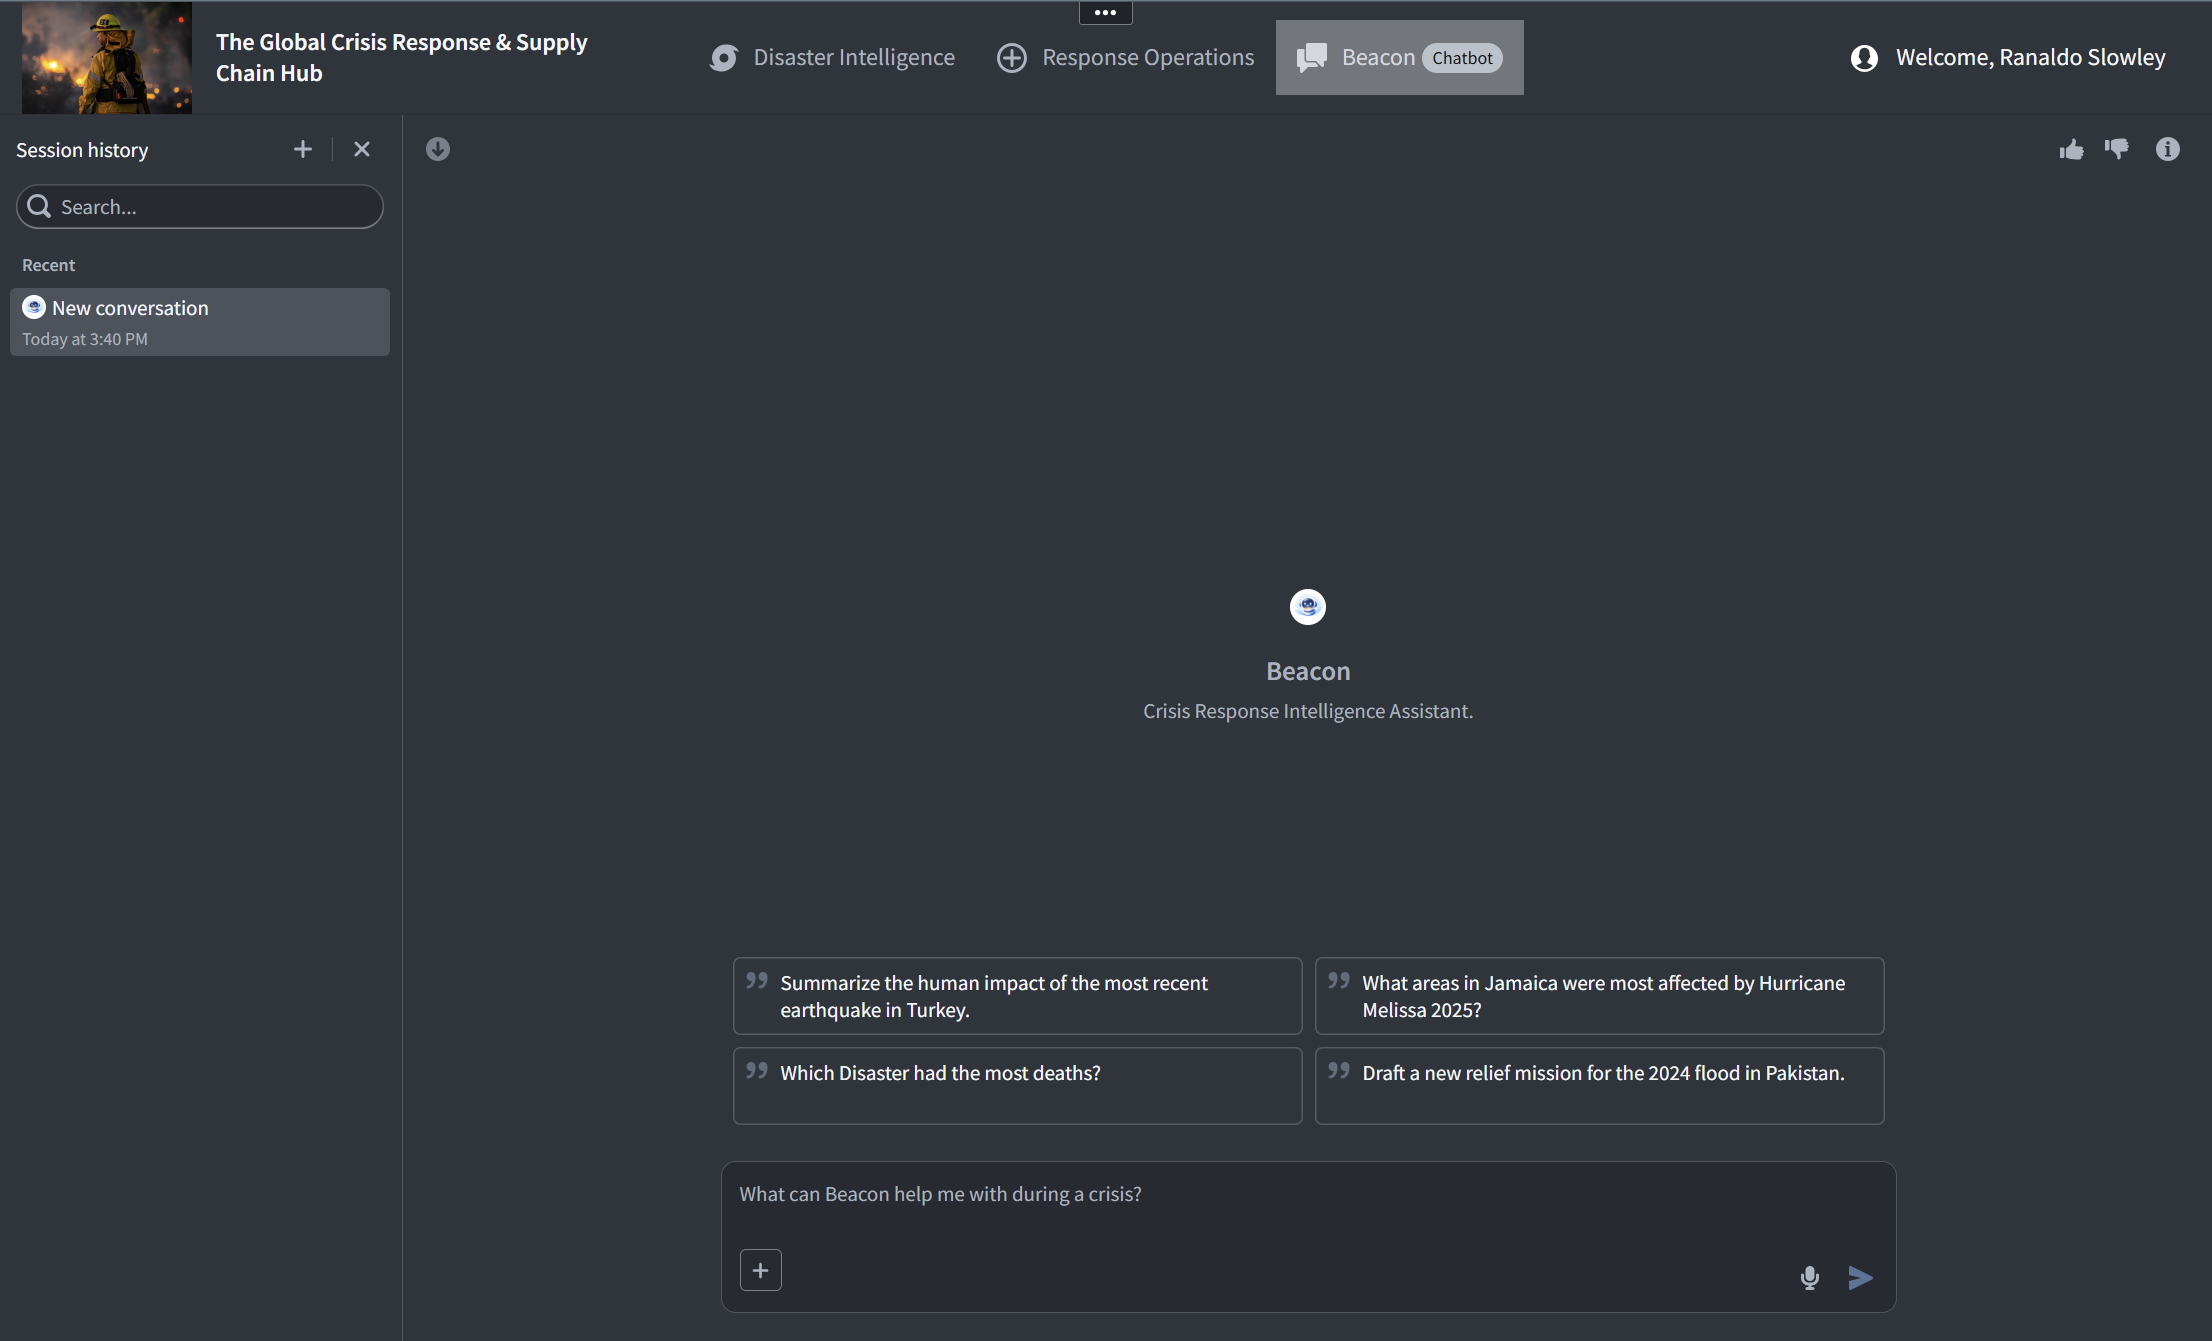 The Global Crisis Response & Supply
Chain Hub
Disaster Intelligence
Response Operations
Beacon Chatbot
Welcome, Ranaldo Slowley
Session history
Search...
Recent
New conversation
Today at 3:40 PM
Beacon
Crisis Response Intelligence Assistant.
Summarize the human impact of the most recent
earthquake in Turkey.
What areas in Jamaica were most affected by Hurricane
Melissa 2025?
Which Disaster had the most deaths?
Draft a new relief mission for the 2024 flood in Pakistan.
What can Beacon help me with during a crisis?